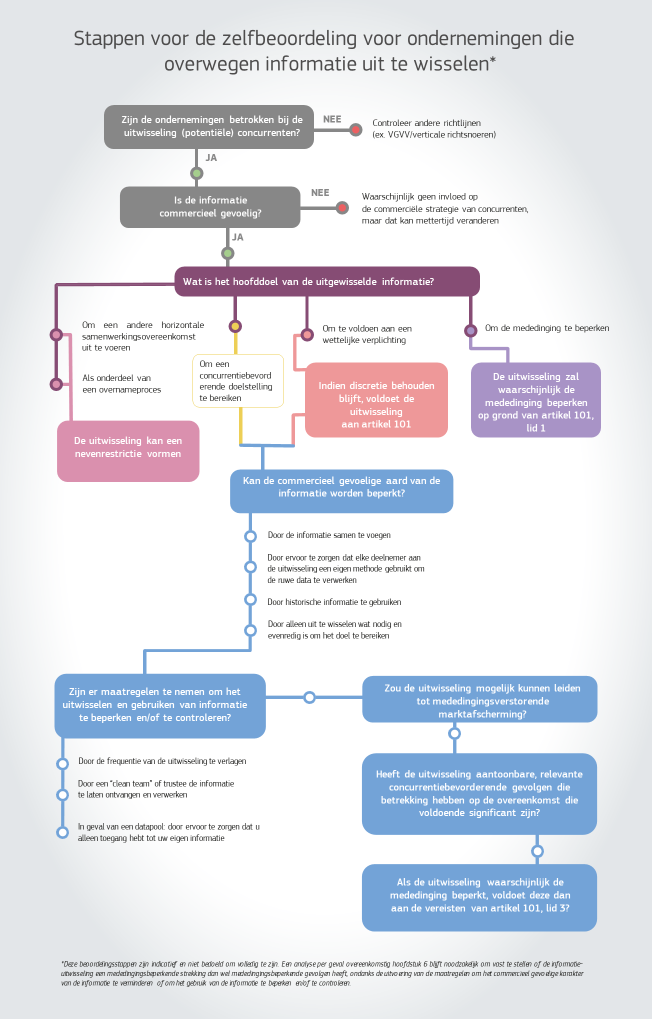 Stappen voor de zelfbeoordeling voor ondernemingen die
overwegen informatie uit te wisselen*
Zijn de ondernemingen betrokken bij de
uitwisseling (potentiële) concurrenten?
NEE
Controleer andere richtlijnen
(ex. VGVV/verticale richtsnoeren)
JA
Is de informatie
commercieel gevoelig?
NEE
Waarschijnlijk geen invloed op
de commerciële strategie van concurrenten,
maar dat kan mettertijd veranderen
JA
Wat is het hoofddoel van de uitgewisselde informatie?
Om een andere horizontale
samenwerkingsovereenkomst
uit te voeren
Als onderdeel van
een overnameproces
De uitwisseling kan een
nevenrestrictie vormen
Om een
concurrentiebevord
erende doelstelling
te bereiken
Om te voldoen aan een
wettelijke verplichting
Indien discretie behouden
blijft, voldoet de
uitwisseling
aan artikel 101
Om de mededinging te beperken
De uitwisseling zal
waarschijnlijk de
mededinging beperken
op grond van artikel 101,
lid 1
Kan de commercieel gevoelige aard van de
informatie worden beperkt?
Door de informatie samen te voegen
Door ervoor te zorgen dat elke deelnemer aan
de uitwisseling een eigen methode gebruikt om
de ruwe data te verwerken
Door historische informatie te gebruiken
Door alleen uit te wisselen wat nodig en
evenredig is om het doel te bereiken
Zijn er maatregelen te nemen om het
uitwisselen en gebruiken van informatie
te beperken en/of te controleren?
Door de frequentie van de uitwisseling te verlagen
Door een "clean team" of trustee de informatie
te laten ontvangen en verwerken
In geval van een datapool: door ervoor te zorgen dat u
alleen toegang hebt tot uw eigen informatie
Zou de uitwisseling mogelijk kunnen leiden
tot mededingingsverstorende
marktafscherming?
Heeft de uitwisseling aantoonbare, relevante
concurrentiebevorderende gevolgen die
betrekking hebben op de overeenkomst die
voldoende significant zijn?
Als de uitwisseling waarschijnlijk de
mededinging beperkt, voldoet deze dan
aan de vereisten van artikel 101, lid 3?
*Deze beoordelingsstappen zijn indicatief en niet bedoeld om volledig te zijn. Een analyse per geval overeenkomstig hoofdstuk 6 blijft noodzakelijk om vast te stellen of de informatie-
uitwisseling een mededingingsbeperkende strekking dan wel mededingingsbeperkende gevolgen heeft, ondanks de uitvoering van de maatregelen om het commercieel gevoelige karakter
van de informatie te verminderen of om het gebruik van de informatie te beperken en/of te controleren.